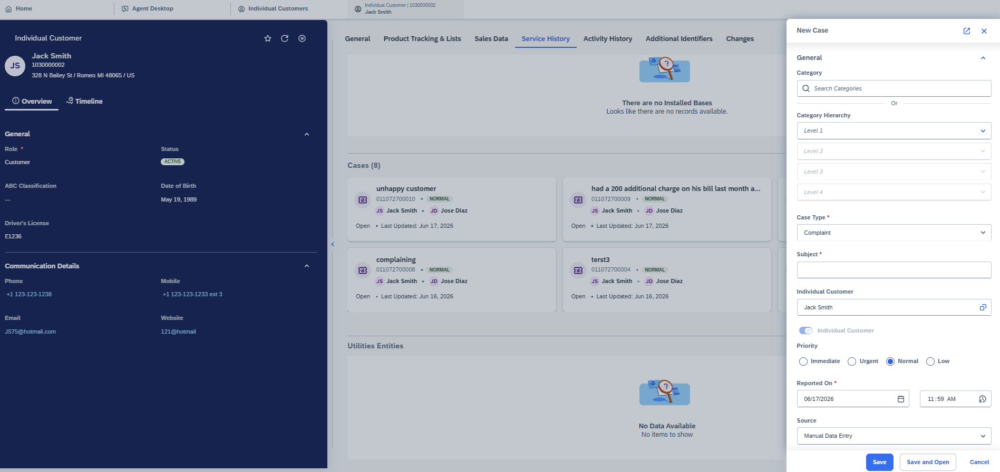 Home
Agent Desktop
Individual Customers
Individual Customer | 1030000002
Jack Smith
Individual Customer
JS
Jack Smith
1030000002
328 N Bailey St / Romeo MI 48065 / US
Overview
Timeline
General
Role *
Status
Customer
ACTIVE
ABC Classification
Date of Birth
—
May 19, 1989
Driver's License
E1236
Communication Details
Phone
Mobile
+1 123-123-1238
+1 123-123-1233 ext 3
Email
Website
JS75@hotmail.com
121@hotmail
General
Product Tracking & Lists
Sales Data
Service History
Activity History
Additional Identifiers
Changes
?
There are no Installed Bases
Looks like there are no records available.
Cases (8)
unhappy customer
011072700010 • NORMAL
JS Jack Smith • JD Jose Diaz
Open • Last Updated: Jun 17, 2026
had a 200 additional charge on his bill last month a...
011072700009 • NORMAL
JS Jack Smith • JD Jose Diaz
Open • Last Updated: Jun 17, 2026
complaining
011072700008 • NORMAL
JS Jack Smith • JD Jose Diaz
Open • Last Updated: Jun 16, 2026
terst3
011072700004 • NORMAL
JS Jack Smith • JD Jose Diaz
Open • Last Updated: Jun 16, 2026
Utilities Entities
?
No Data Available
No items to show
New Case
General
Category
Search Categories
Or
Category Hierarchy
Level 1
Level 2
Level 3
Level 4
Case Type *
Complaint
Subject *
Individual Customer
Jack Smith
Individual Customer
Priority
Immediate
Urgent
Normal
Low
Reported On *
06/17/2026
11:59 AM
Source
Manual Data Entry
Save
Save and Open
Cancel